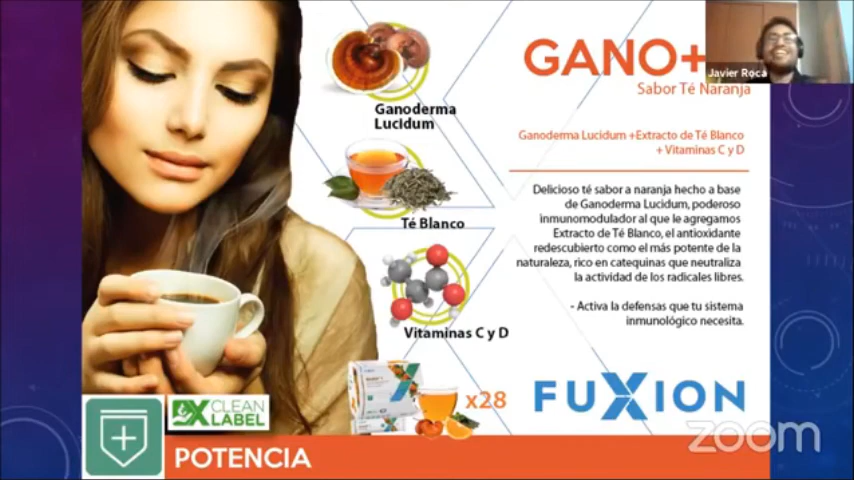 GANO+
Javier Roca
Sabor Té Naranja
Ganoderma
Lucidum
Ganoderma Lucidum +Extracto de Té Blanco
+ Vitaminas C y D
Delicioso té sabor a naranja hecho a base
de Ganoderma Lucidum, poderoso
inmunomodulador al que le agregamos
Extracto de Té Blanco, el antioxidante
redescubierto como el más potente de la
naturaleza, rico en catequinas que neutraliza
la actividad de los radicales libres.
- Activa la defensas que tu sistema
inmunológico necesita.
Té Blanco
Vitaminas C y D
x28
FUXION
X CLEAN
LABEL
POTENCIA
zoom